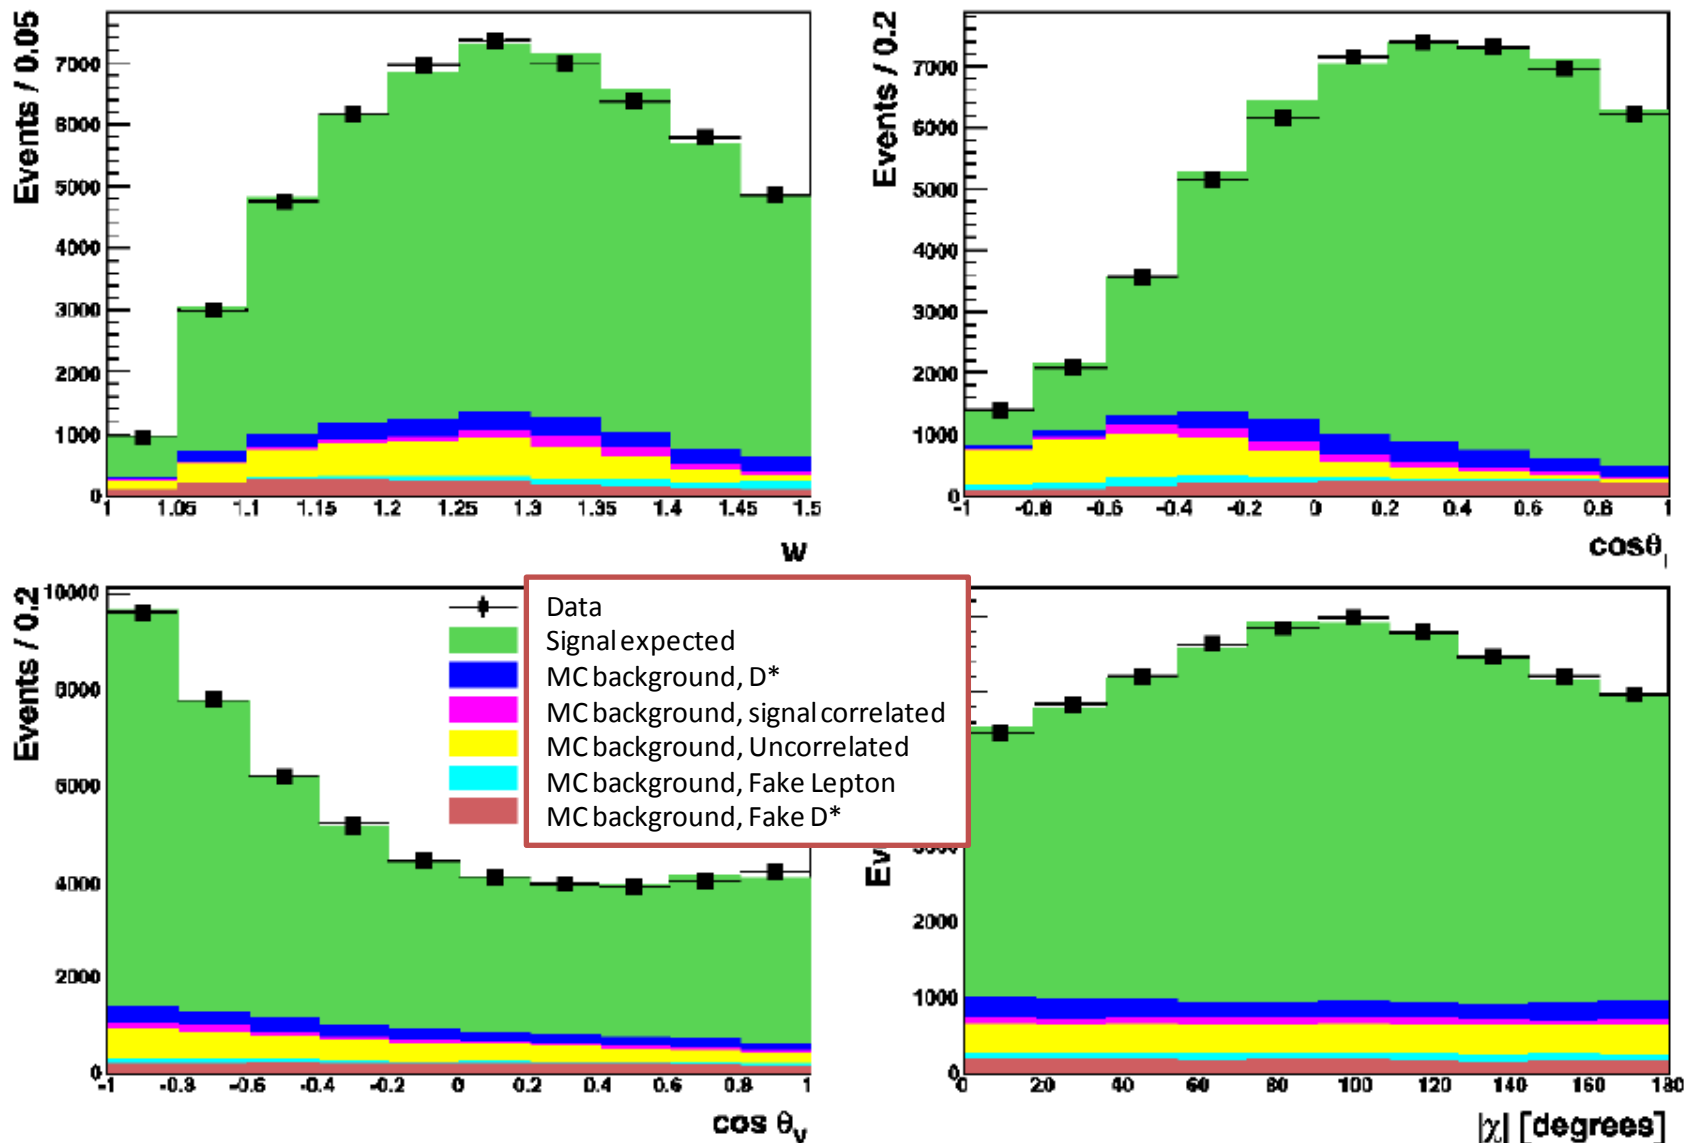 Events / 0.05
7000
6000
5000
4000
3000
2000
1000
0
1 1.05 1.1 1.15 1.2 1.25 1.3 1.35 1.4 1.45 1.5
w
Events / 0.2
7000
6000
5000
4000
3000
2000
1000
0
-1 -0.8 -0.6 -0.4 -0.2 0 0.2 0.4 0.6 0.8 1
cosθl
Events / 0.2
10000
8000
6000
4000
2000
0
-1 -0.8 -0.6 -0.4 -0.2 0 0.2 0.4 0.6 0.8 1
cos θV
Data
Signal expected
MC background, D*
MC background, signal correlated
MC background, Uncorrelated
MC background, Fake Lepton
MC background, Fake D*
2000
1000
0
0 20 40 60 80 100 120 140 160 180
|χ| [degrees]